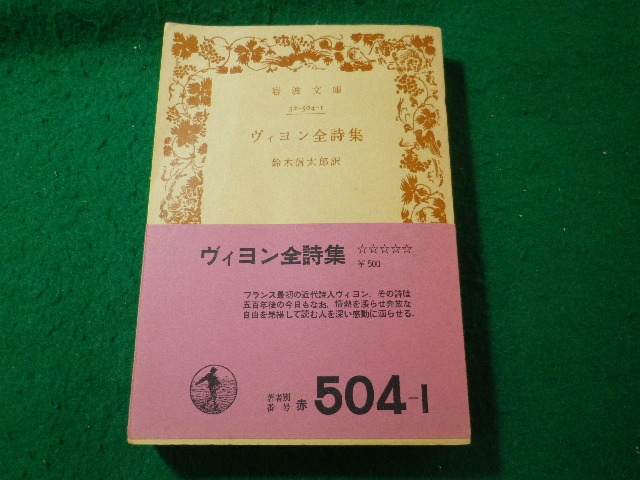 岩波文庫
32-504-1
ヴィヨン全詩集
鈴木信太郎訳
ヴィヨン全詩集 ☆☆☆☆☆
￥500
フランス最初の近代詩人ヴィヨン．その詩は
五百年後の今日もなお，情熱を漲らせ奔放な
自由を昂揚して読む人を深い感動に溺らせる．
著者別
番号 赤 504-1